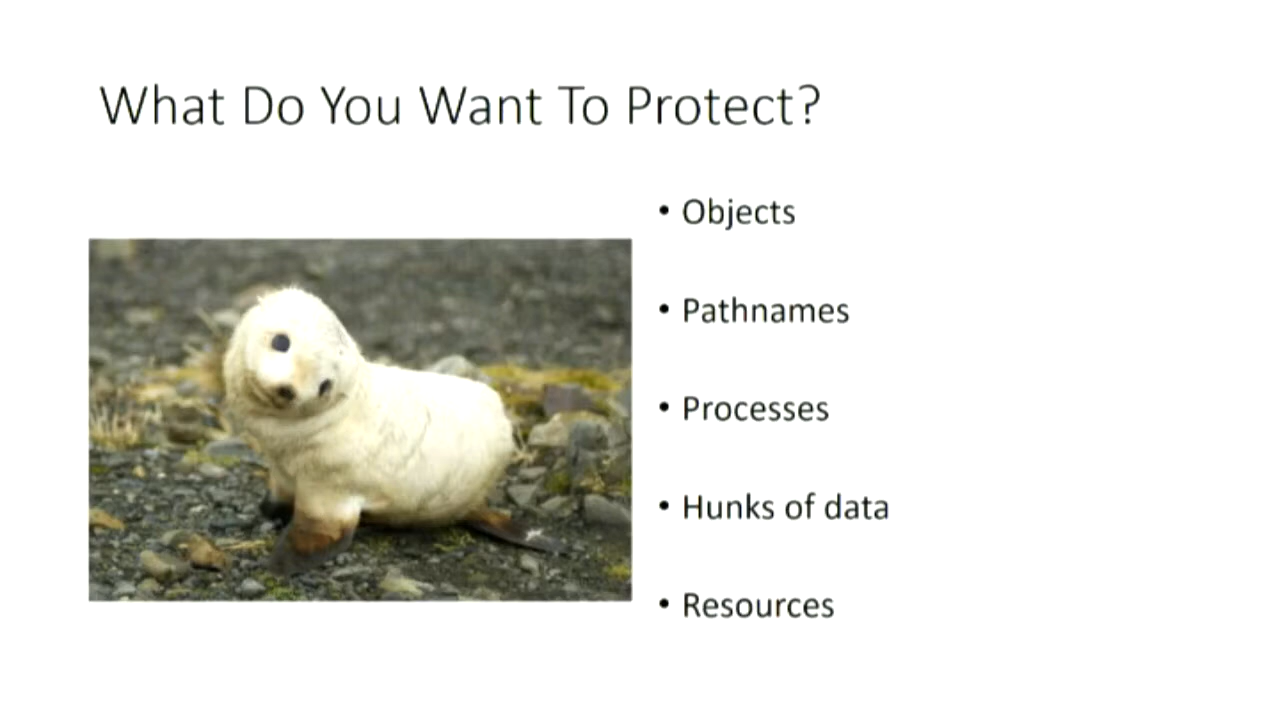 What Do You Want To Protect?
• Objects
• Pathnames
• Processes
• Hunks of data
• Resources